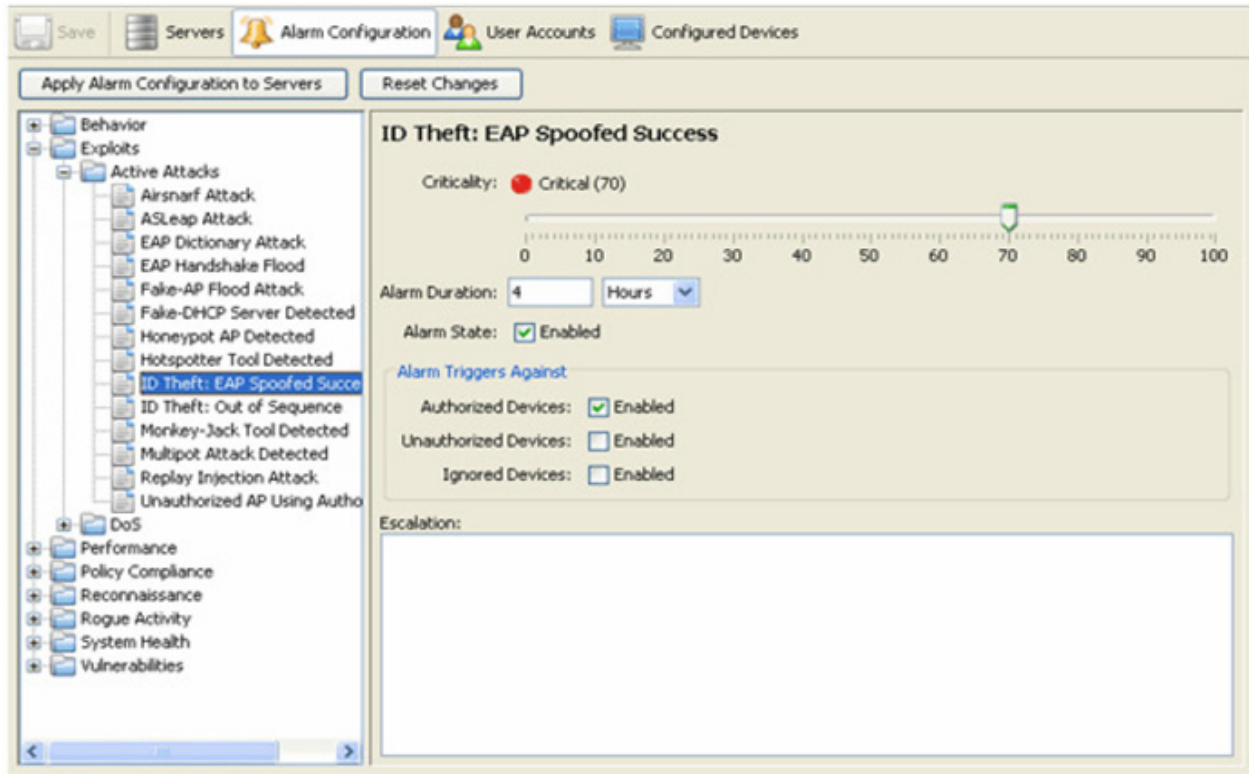 Save Servers Alarm Configuration User Accounts Configured Devices
Apply Alarm Configuration to Servers Reset Changes
Behavior
Exploits
Active Attacks
Airsnarf Attack
ASLeap Attack
EAP Dictionary Attack
EAP Handshake Flood
Fake-AP Flood Attack
Fake-DHCP Server Detected
Honeypot AP Detected
Hotspotter Tool Detected
ID Theft: EAP Spoofed Succe
ID Theft: Out of Sequence
Monkey-Jack Tool Detected
Multipot Attack Detected
Replay Injection Attack
Unauthorized AP Using Autho
DoS
Performance
Policy Compliance
Reconnaissance
Rogue Activity
System Health
Vulnerabilities
ID Theft: EAP Spoofed Success
Criticality: Critical (70)
0 10 20 30 40 50 60 70 80 90 100
Alarm Duration: 4 Hours
Alarm State: Enabled
Alarm Triggers Against
Authorized Devices: Enabled
Unauthorized Devices: Enabled
Ignored Devices: Enabled
Escalation: